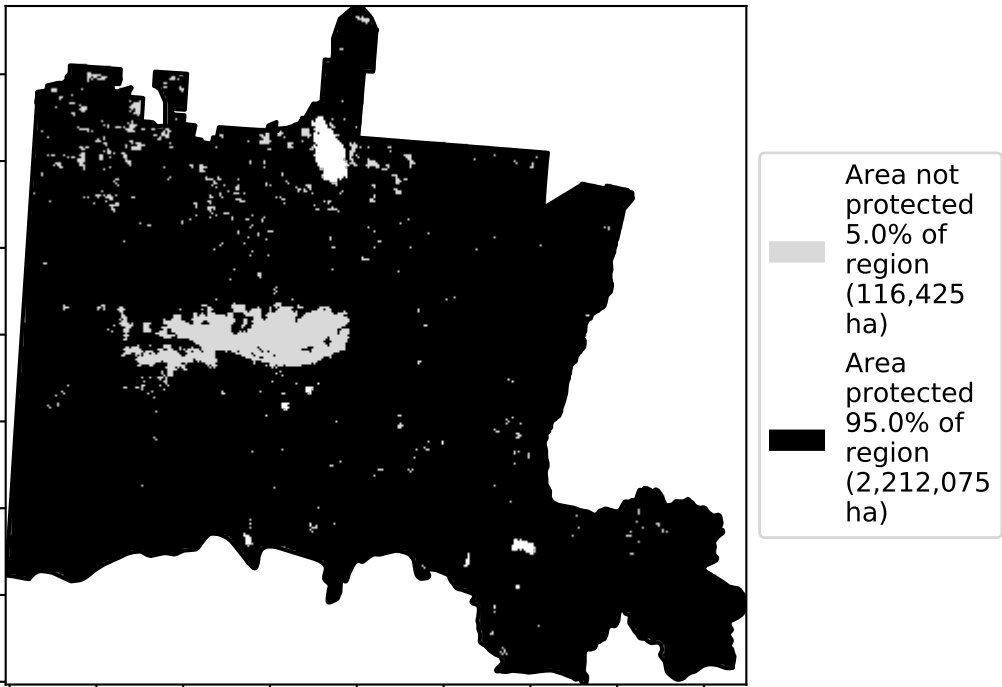 Area not
protected
5.0% of
region
(116,425
ha)
Area
protected
95.0% of
region
(2,212,075
ha)